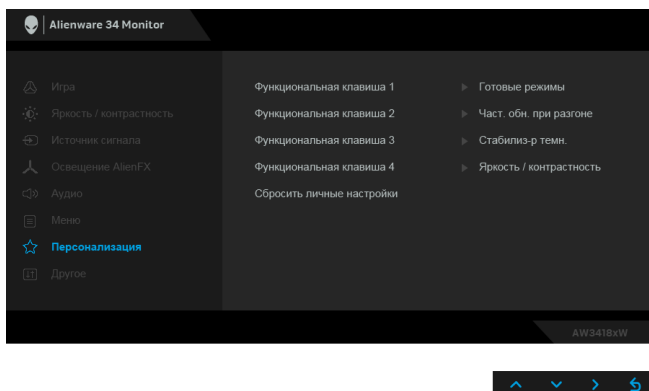 Alienware 34 Monitor
Игра
Функциональная клавиша 1 Готовые режимы
Яркость / контрастность
Функциональная клавиша 2 Част. обн. при разгоне
Источник сигнала
Функциональная клавиша 3 Стабилиз-р темн.
Освещение AlienFX
Функциональная клавиша 4 Яркость / контрастность
Аудио
Сбросить личные настройки
Меню
Персонализация
Другое
AW3418xW